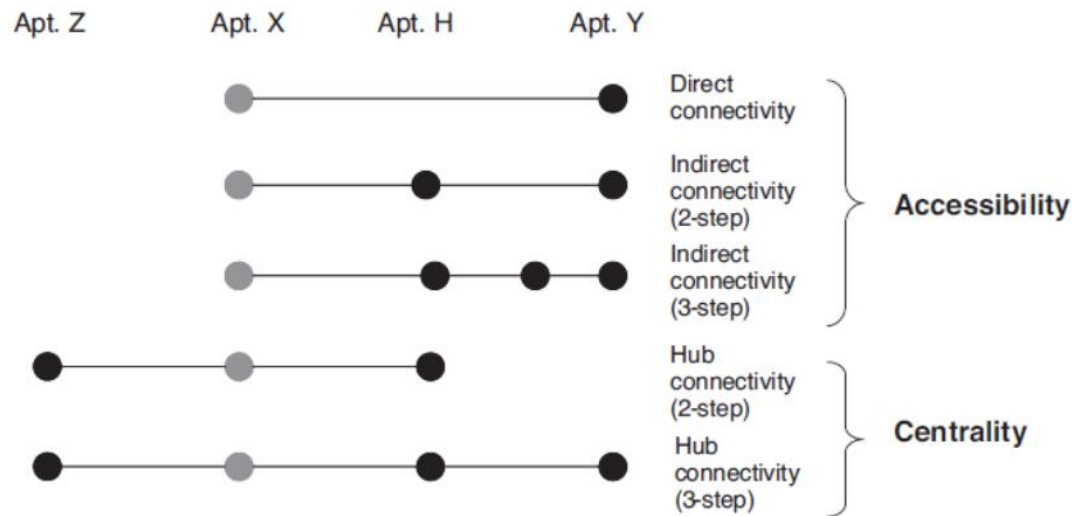 Apt. Z Apt. X Apt. H Apt. Y
Direct
connectivity
Indirect
connectivity
(2-step)
Indirect
connectivity
(3-step)
Accessibility
Hub
connectivity
(2-step)
Hub
connectivity
(3-step)
Centrality